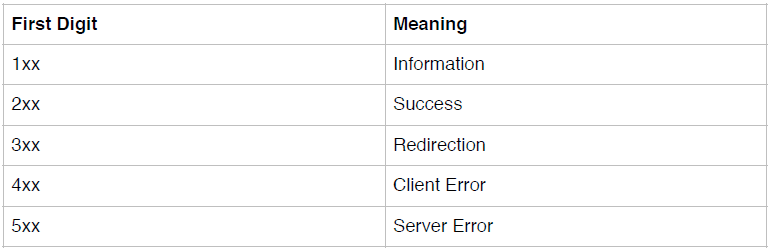 First Digit Meaning
1xx Information
2xx Success
3xx Redirection
4xx Client Error
5xx Server Error